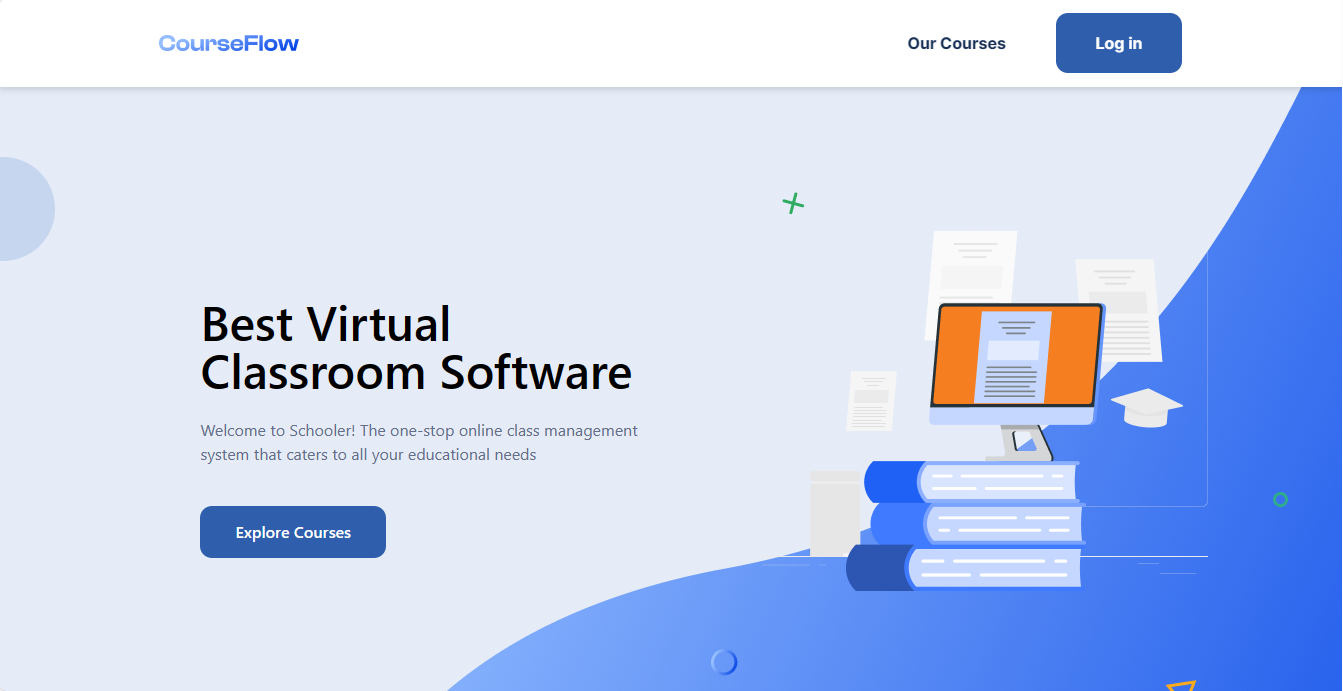 CourseFlow
Our Courses
Log in
Best Virtual
Classroom Software
Welcome to Schooler! The one-stop online class management
system that caters to all your educational needs
Explore Courses